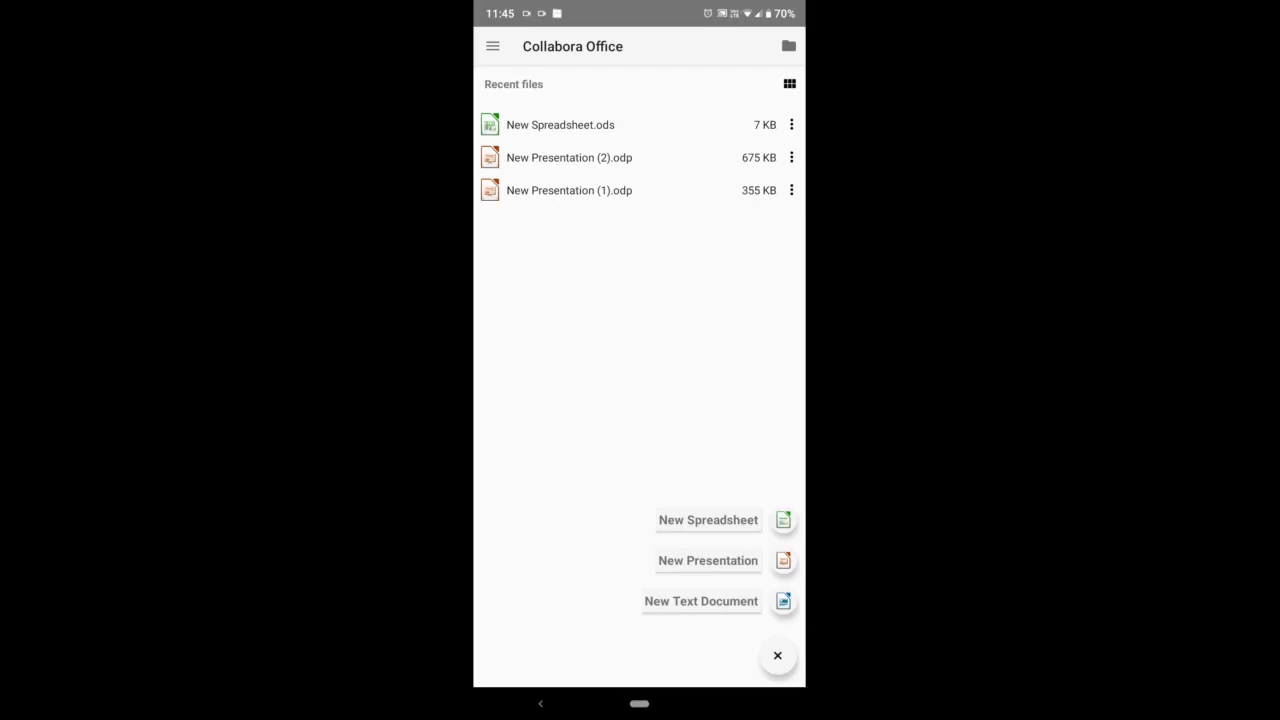 11:45 70%
Collabora Office
Recent files
New Spreadsheet.ods 7 KB
New Presentation (2).odp 675 KB
New Presentation (1).odp 355 KB
New Spreadsheet
New Presentation
New Text Document